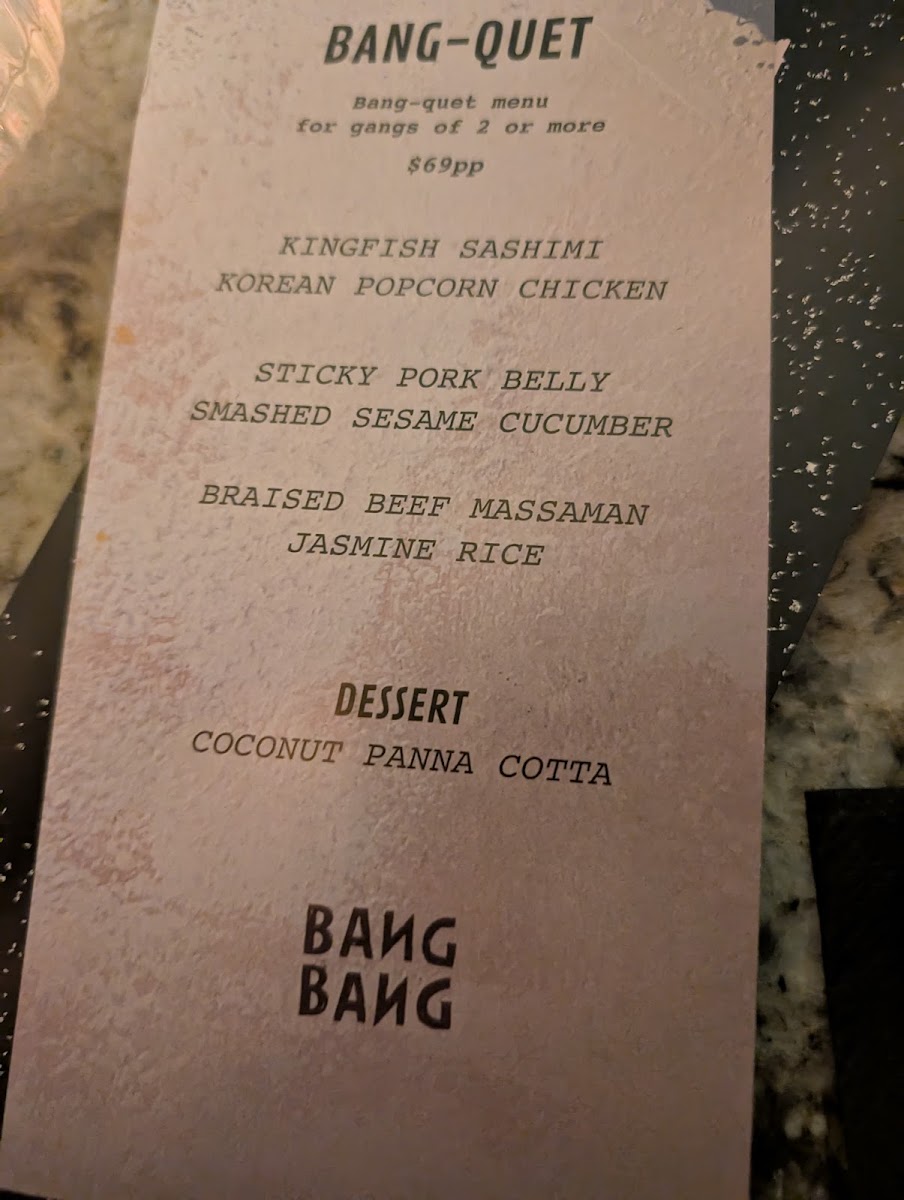 BANG-QUET
Bang-quet menu
for gangs of 2 or more
$69pp
KINGFISH SASHIMI
KOREAN POPCORN CHICKEN
STICKY PORK BELLY
SMASHED SESAME CUCUMBER
BRAISED BEEF MASSAMAN
JASMINE RICE
DESSERT
COCONUT PANNA COTTA
BANG
BANG